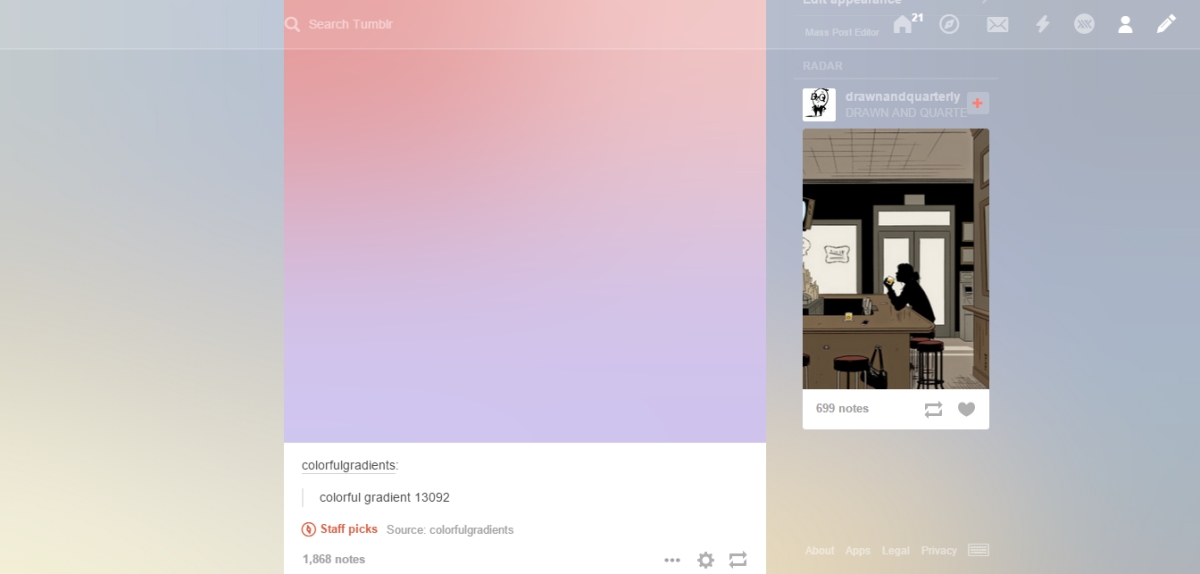 Search Tumblr
Edit appearance
21
Mass Post Editor
RADAR
drawnandquarterly
DRAWN AND QUARTE
699 notes
colorfulgradients:
colorful gradient 13092
Staff picks Source: colorfulgradients
1,868 notes
About Apps Legal Privacy